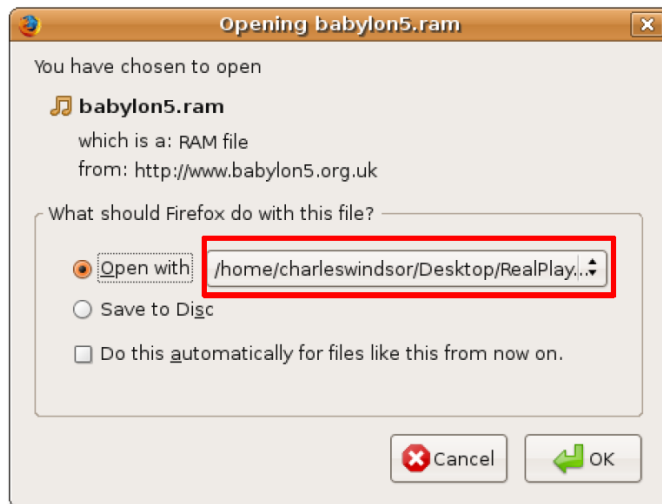 Opening babylon5.ram
You have chosen to open
babylon5.ram
which is a: RAM file
from: http://www.babylon5.org.uk
What should Firefox do with this file?
Open with /home/charleswindsor/Desktop/RealPlay...
Save to Disc
Do this automatically for files like this from now on.
Cancel OK